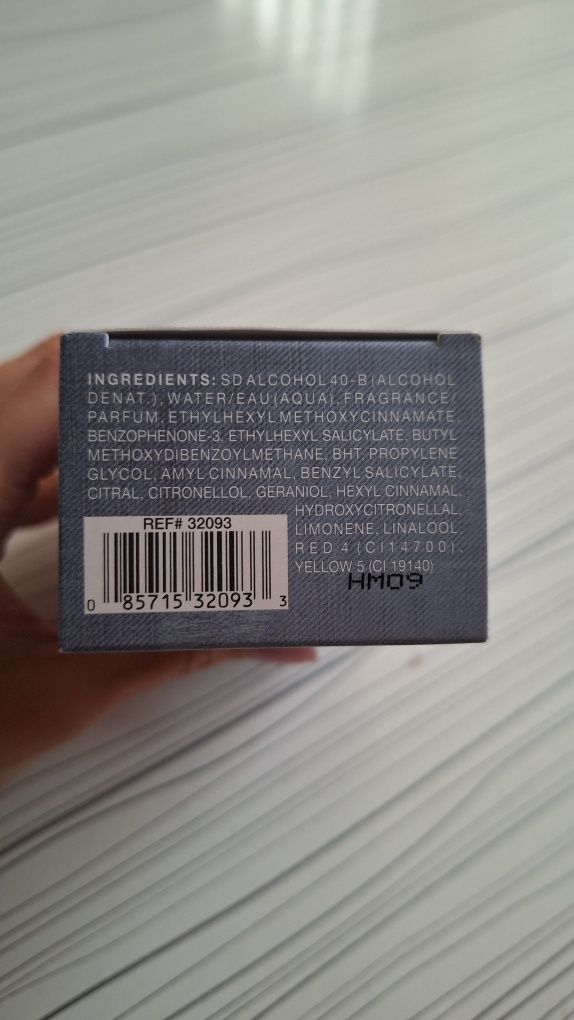 INGREDIENTS: SD ALCOHOL 40-B (ALCOHOL
DENAT.), WATER/EAU (AQUA), FRAGRANCE/
PARFUM, ETHYLHEXYL METHOXYCINNAMATE
BENZOPHENONE-3, ETHYLHEXYL SALICYLATE, BUTYL
METHOXYDIBENZOYLMETHANE, BHT, PROPYLENE
GLYCOL, AMYL CINNAMAL, BENZYL SALICYLATE,
CITRAL, CITRONELLOL, GERANIOL, HEXYL CINNAMAL,
HYDROXYCITRONELLAL,
LIMONENE, LINALOOL,
RED 4 (CI14700),
YELLOW 5 (CI 19140)
HM09
REF# 32093
0 85715 32093 3